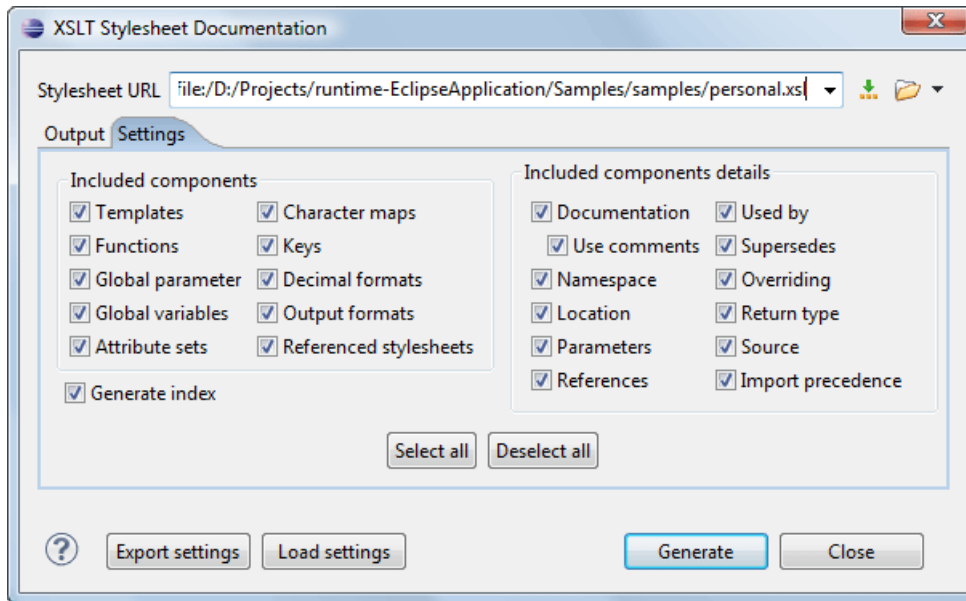 XSLT Stylesheet Documentation
Stylesheet URL file:/D:/Projects/runtime-EclipseApplication/Samples/samples/personal.xsl
Output Settings
Included components
Templates Character maps
Functions Keys
Global parameter Decimal formats
Global variables Output formats
Attribute sets Referenced stylesheets
Generate index
Included components details
Documentation Used by
Use comments Supersedes
Namespace Overriding
Location Return type
Parameters Source
References Import precedence
Select all Deselect all
? Export settings Load settings Generate Close